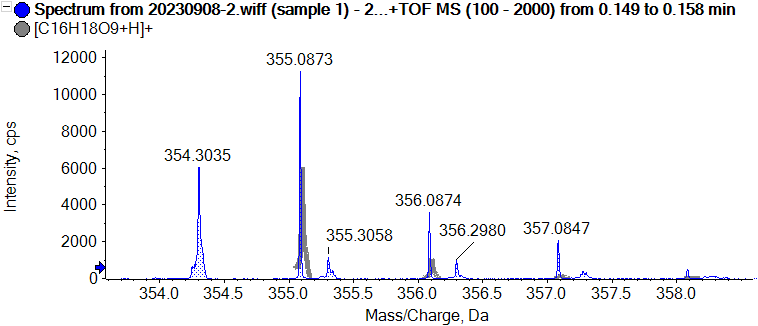 Spectrum from 20230908-2.wiff (sample 1) - 2...+TOF MS (100 - 2000) from 0.149 to 0.158 min
[C16H18O9+H]+
12000
10000
8000
6000
4000
2000
0
Intensity, cps
355.0873
354.3035
355.3058
356.0874
356.2980
357.0847
354.0 354.5 355.0 355.5 356.0 356.5 357.0 357.5 358.0
Mass/Charge, Da